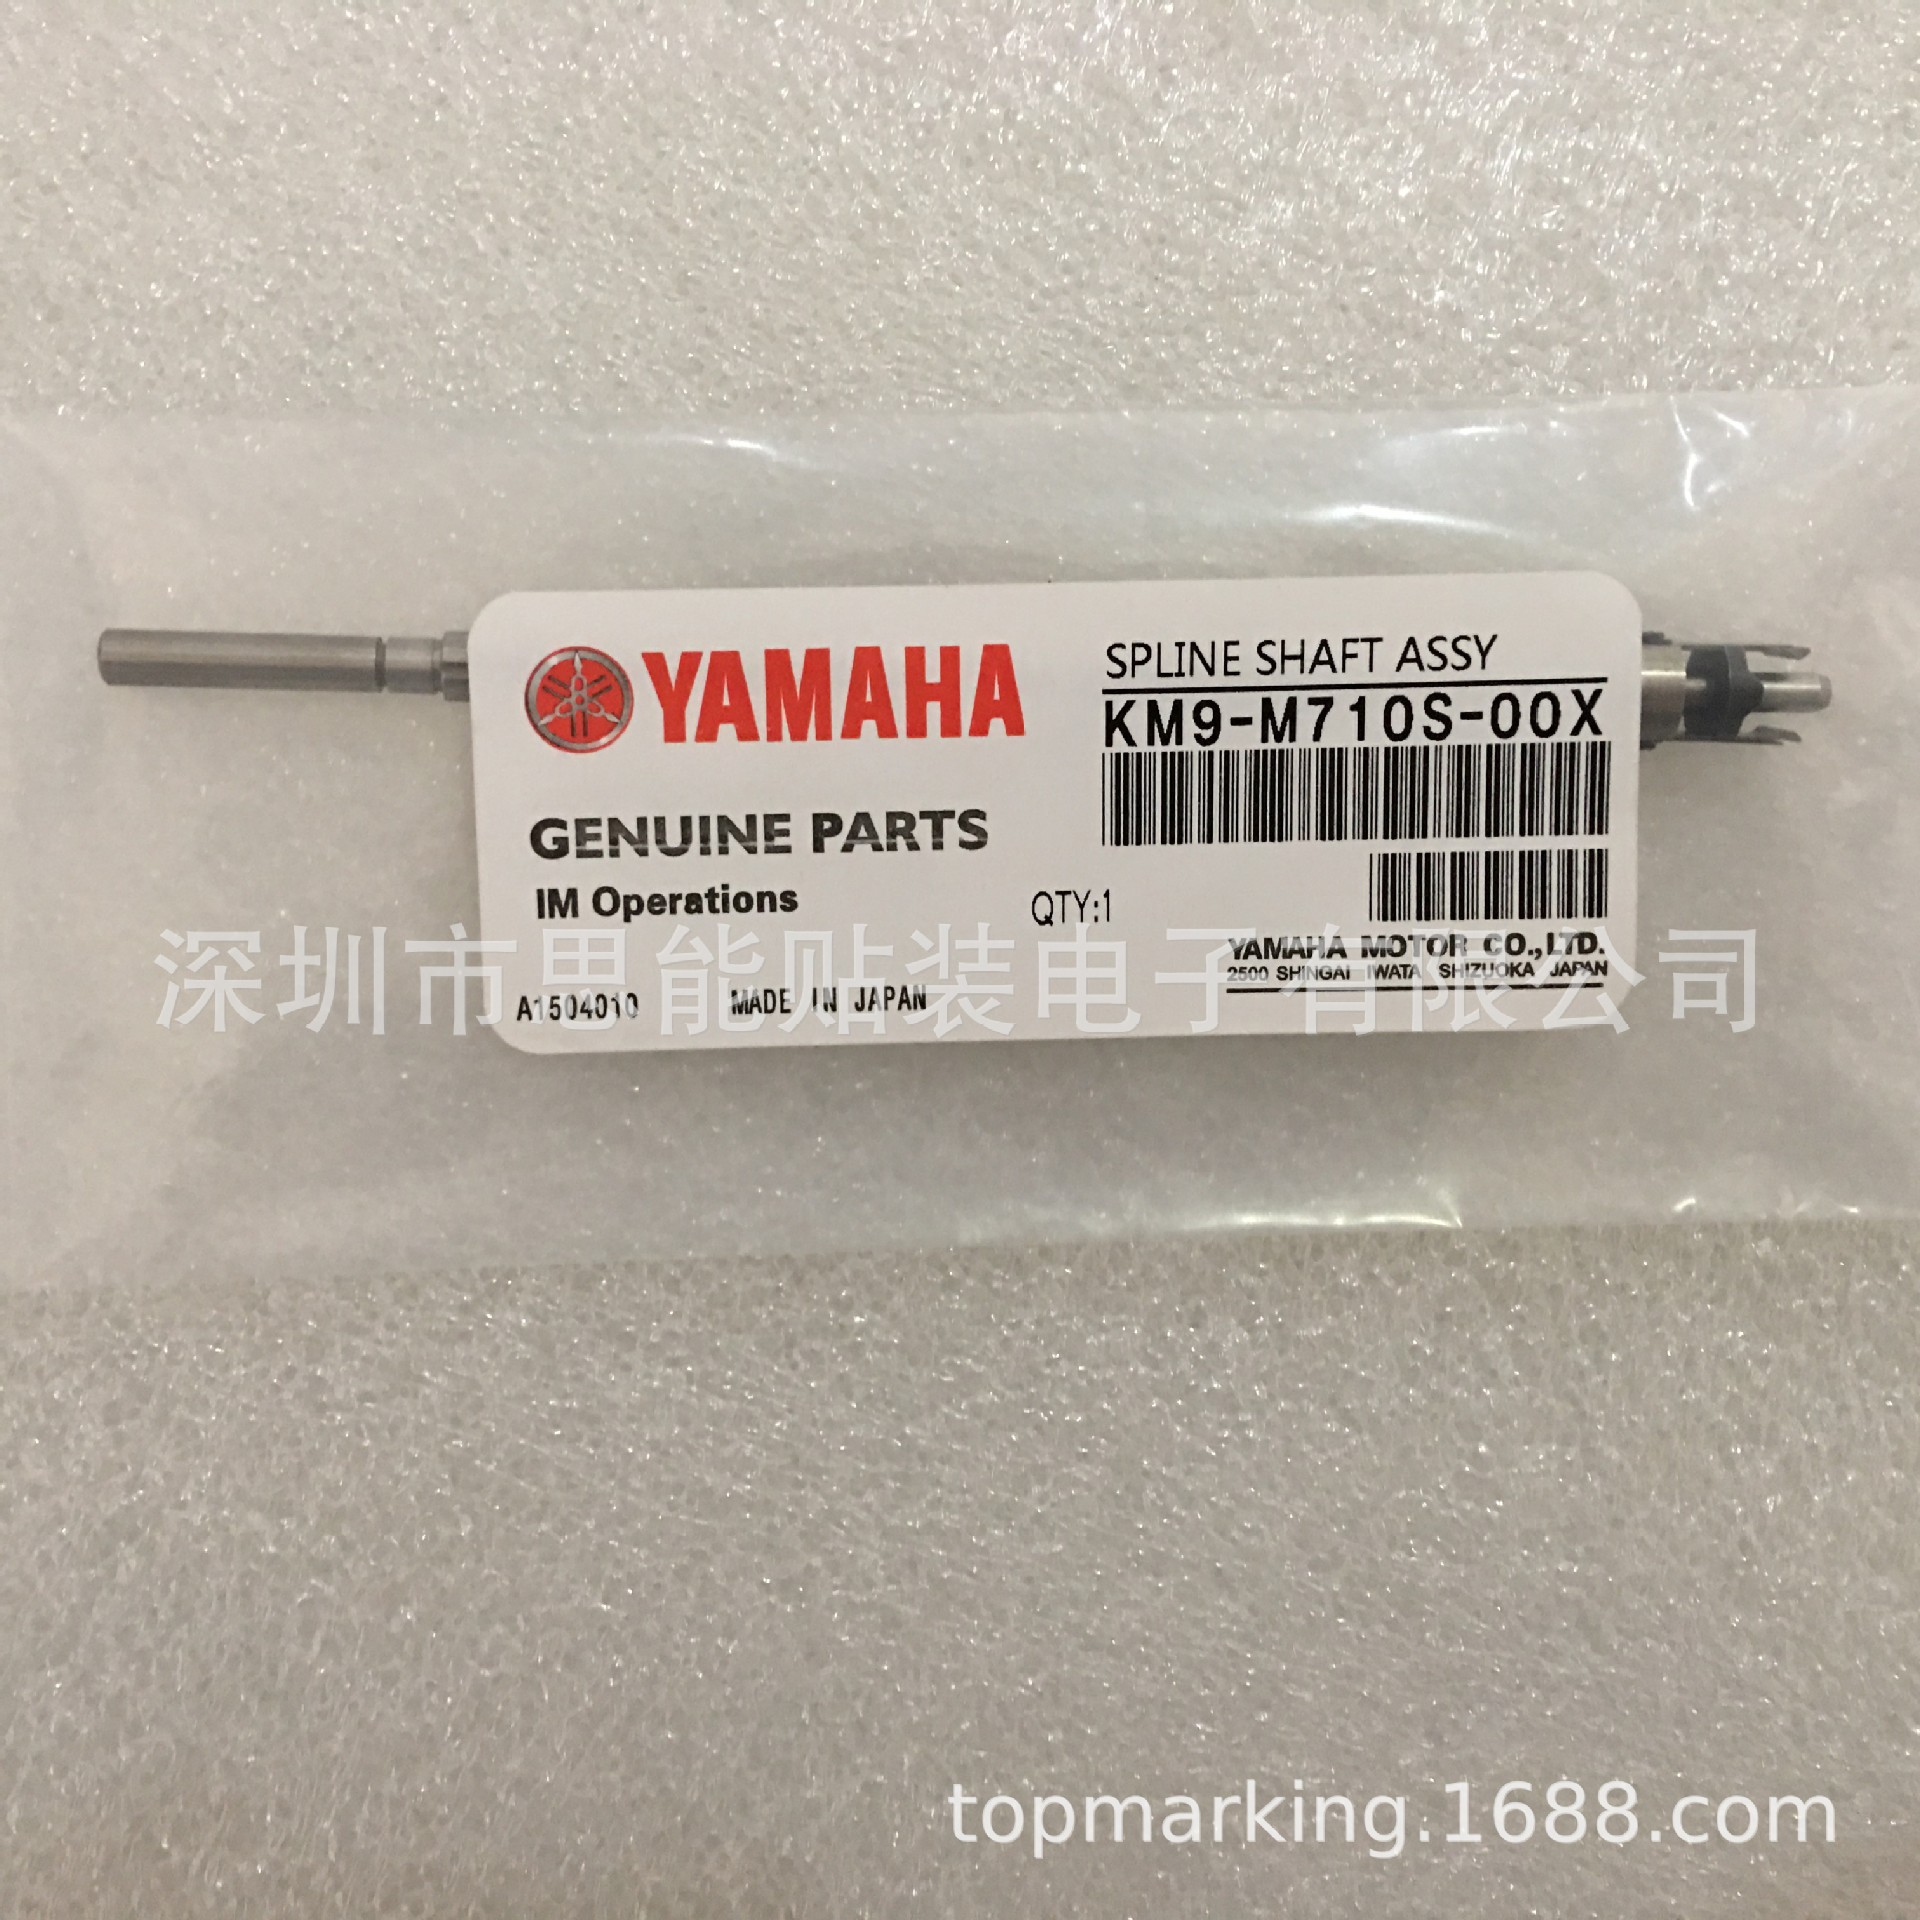 YAMAHA
SPLINE SHAFT ASSY
KM9-M710S-00X
GENUINE PARTS
IM Operations
QTY:1
YAMAHA MOTOR CO.,LTD.
2500 SHINGAI IWATA SHIZUOKA JAPAN
A1504010
MADE IN JAPAN
深圳市思能贴装电子有限公司
topmarking.1688.com